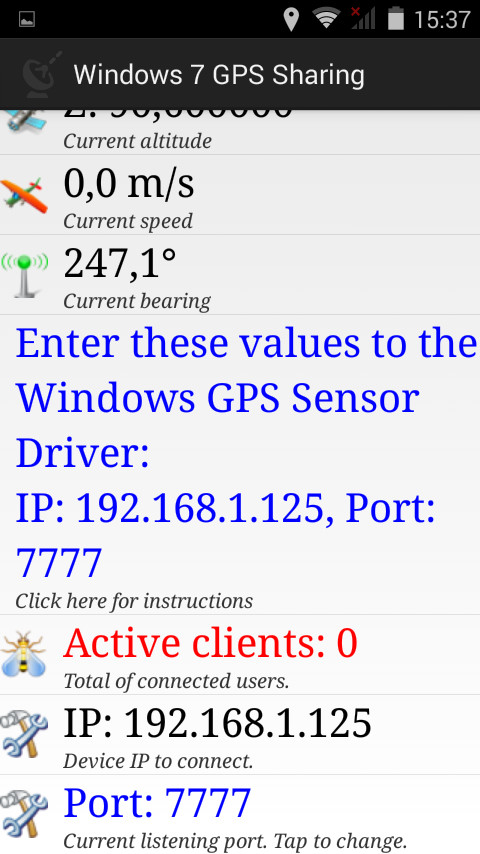 15:37
Windows 7 GPS Sharing
Current altitude
0,0 m/s
Current speed
247,1°
Current bearing
Enter these values to the
Windows GPS Sensor
Driver:
IP: 192.168.1.125, Port:
7777
Click here for instructions
Active clients: 0
Total of connected users.
IP: 192.168.1.125
Device IP to connect.
Port: 7777
Current listening port. Tap to change.